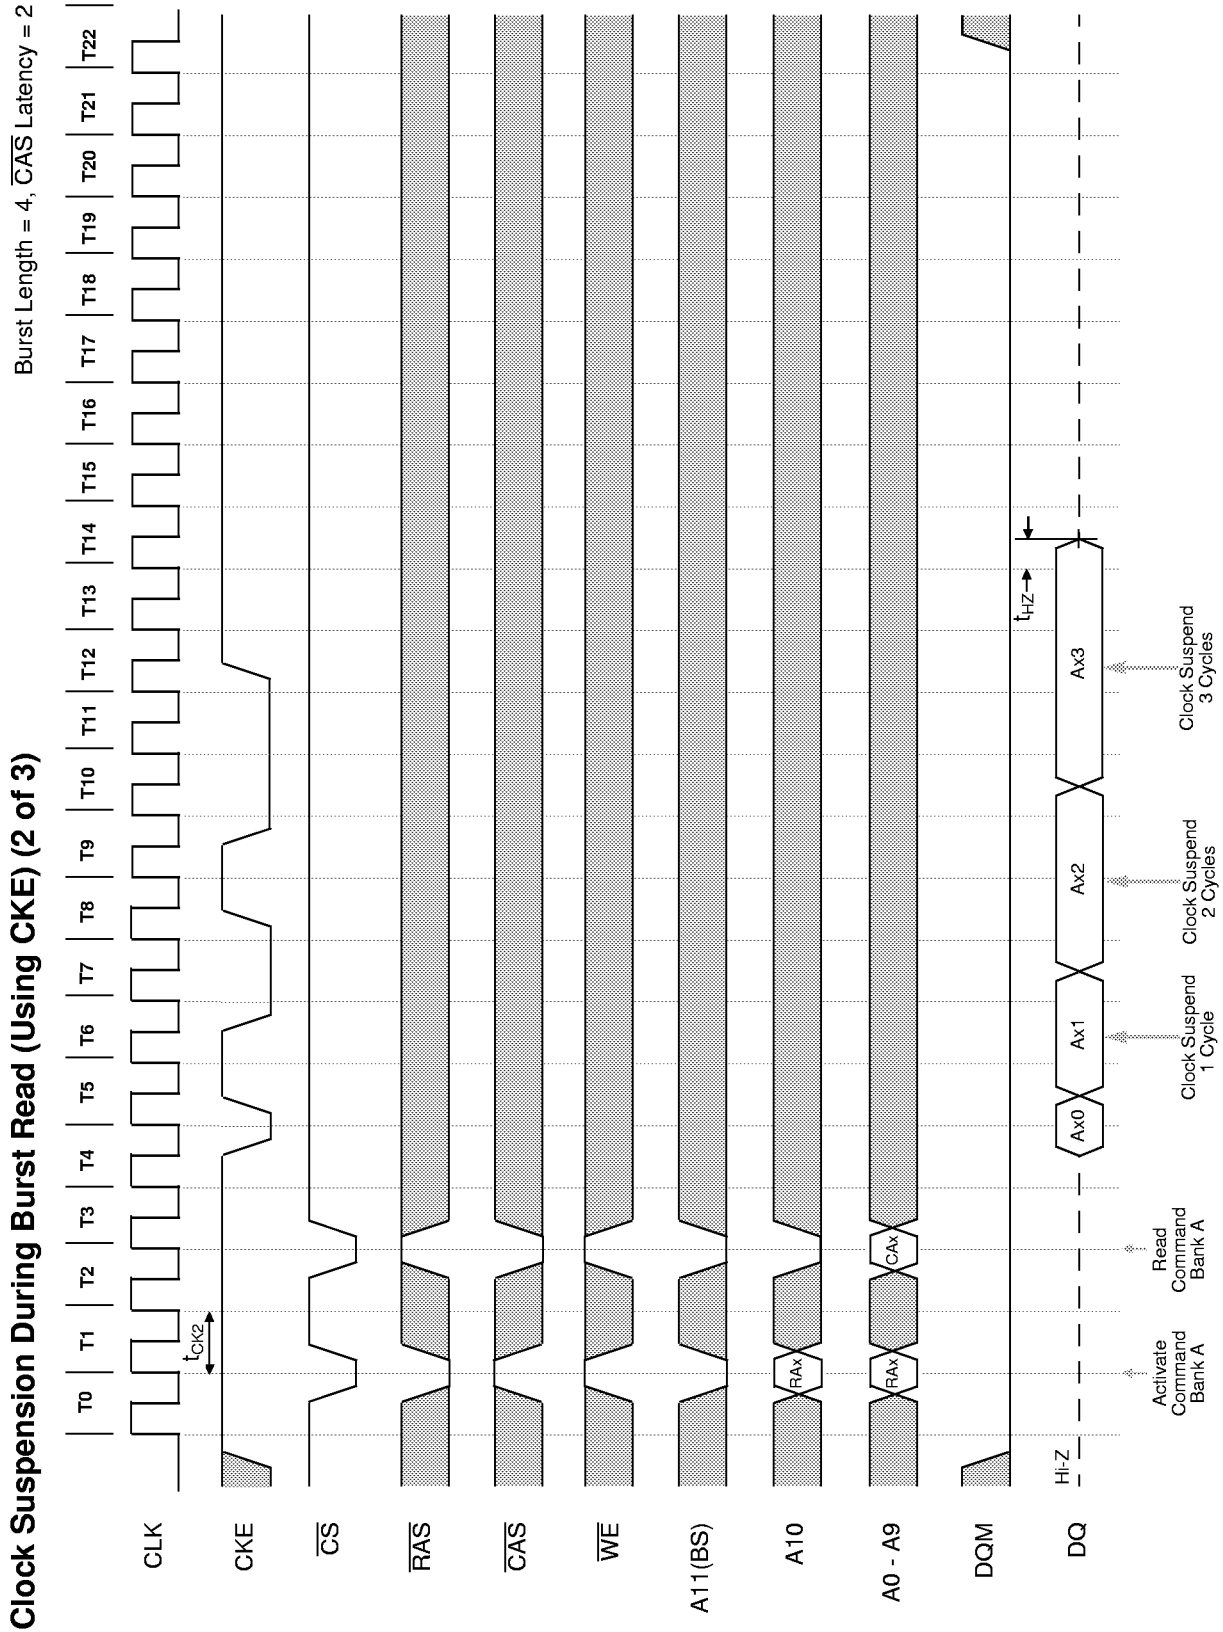 Clock Suspension During Burst Read (Using CKE) (2 of 3)
Burst Length = 4, CAS Latency = 2
T0 T1 T2 T3 T4 T5 T6 T7 T8 T9 T10 T11 T12 T13 T14 T15 T16 T17 T18 T19 T20 T21 T22
CLK
tCK2
CKE
CS
RAS
CAS
WE
A11(BS)
A10
RAx
A0 - A9
RAx CAx
DQM
tHZ
DQ
Hi-Z
Ax0 Ax1 Ax2 Ax3
Activate
Command
Bank A
Read
Command
Bank A
Clock Suspend
1 Cycle
Clock Suspend
2 Cycles
Clock Suspend
3 Cycles